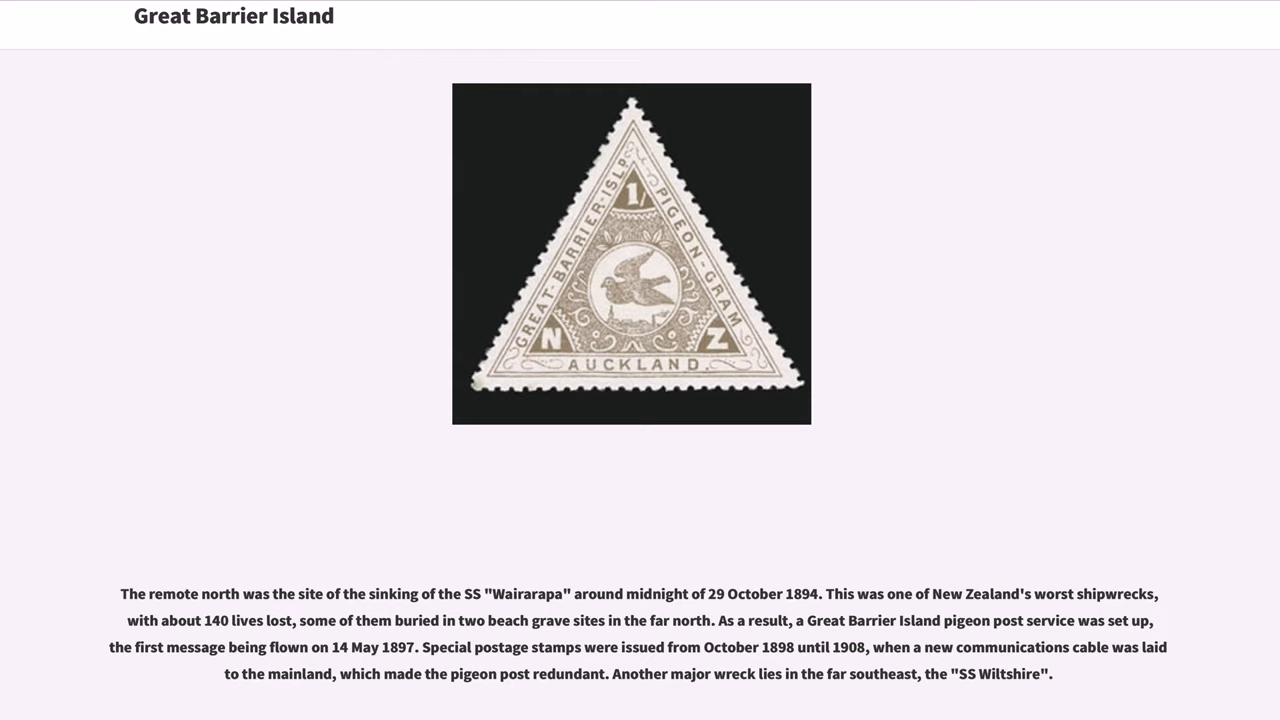 Great Barrier Island
GREAT-BARRIER-ISLD
PIGEON-GRAM
1/
N
Z
AUCKLAND.
The remote north was the site of the sinking of the SS "Wairarapa" around midnight of 29 October 1894. This was one of New Zealand's worst shipwrecks,
with about 140 lives lost, some of them buried in two beach grave sites in the far north. As a result, a Great Barrier Island pigeon post service was set up,
the first message being flown on 14 May 1897. Special postage stamps were issued from October 1898 until 1908, when a new communications cable was laid
to the mainland, which made the pigeon post redundant. Another major wreck lies in the far southeast, the "SS Wiltshire".